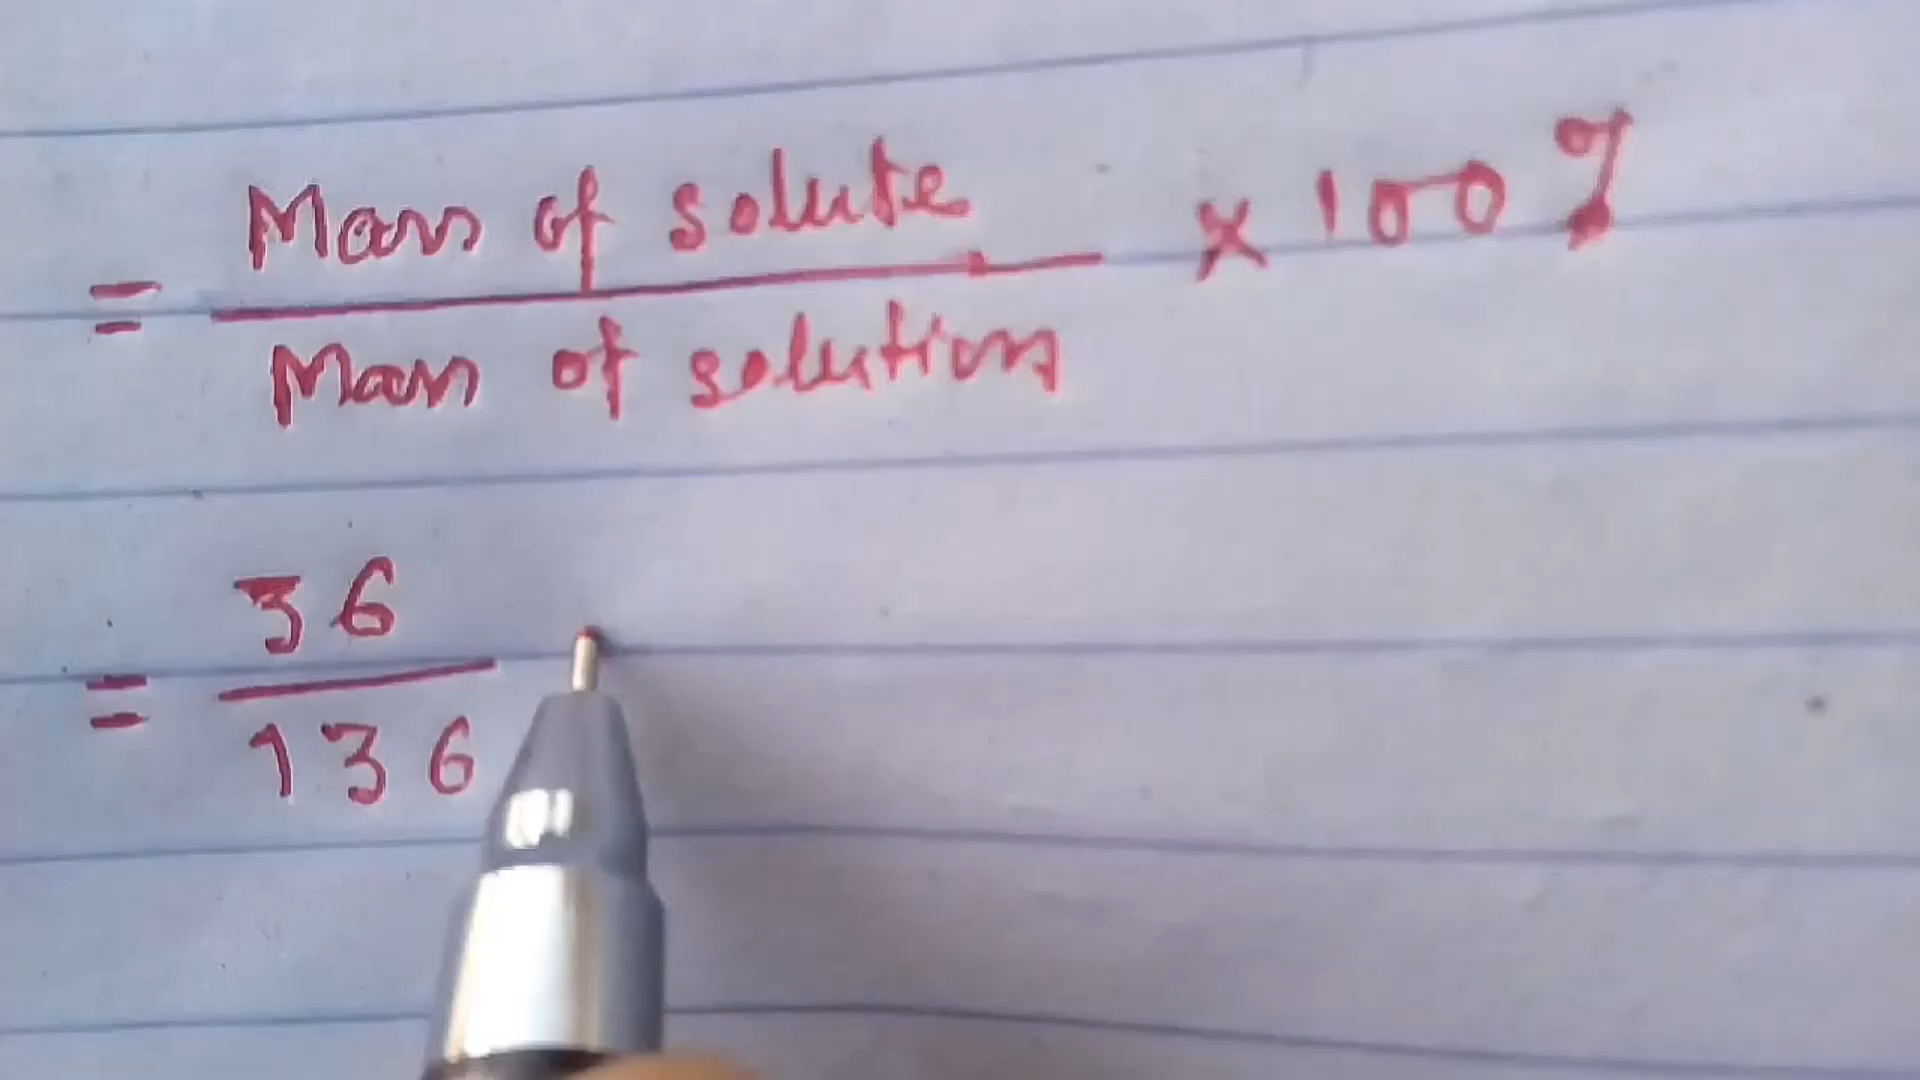 = Mass of solute / Mass of solution × 100 %
= 36 / 136